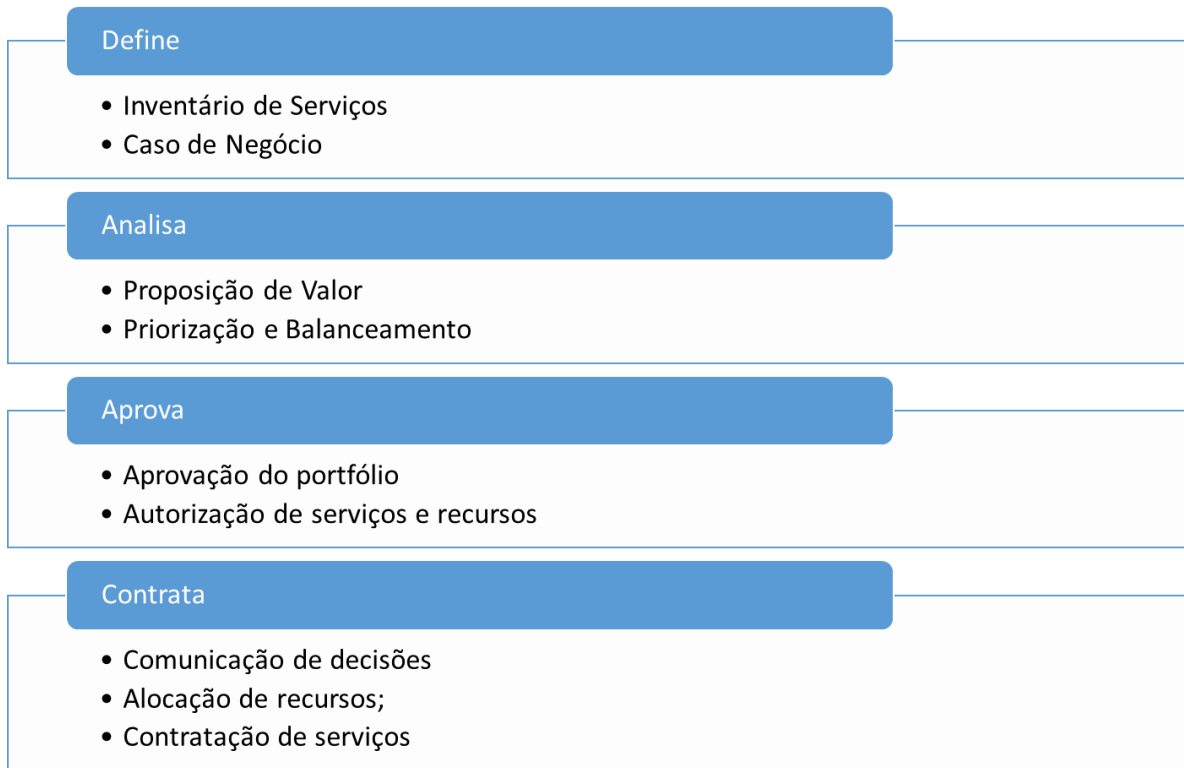 Define
• Inventário de Serviços
• Caso de Negócio
Analisa
• Proposição de Valor
• Priorização e Balanceamento
Aprova
• Aprovação do portfólio
• Autorização de serviços e recursos
Contrata
• Comunicação de decisões
• Alocação de recursos;
• Contratação de serviços